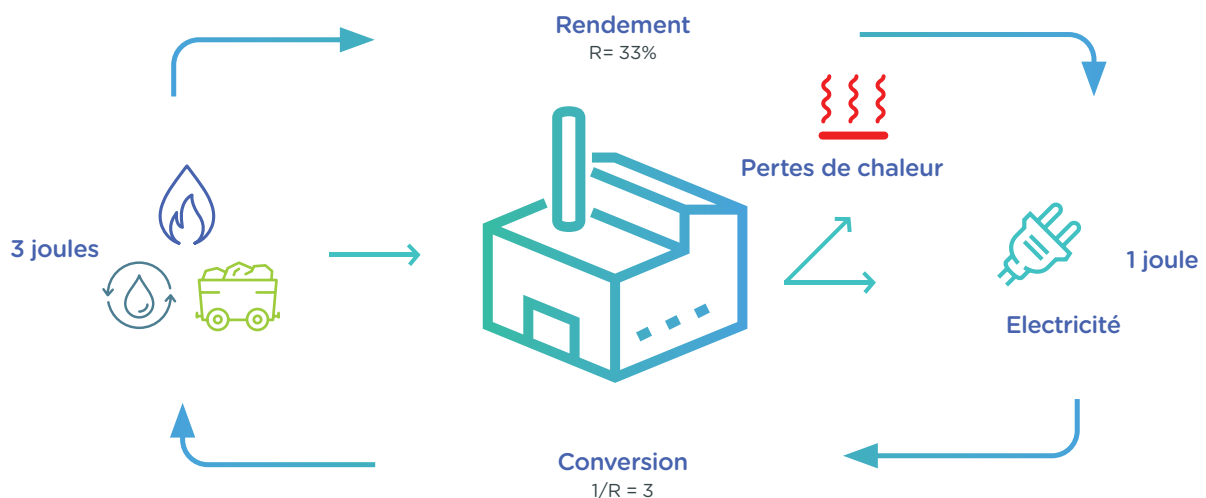 Rendement
R= 33%
Pertes de chaleur
3 joules
1 joule
Electricité
Conversion
1/R = 3